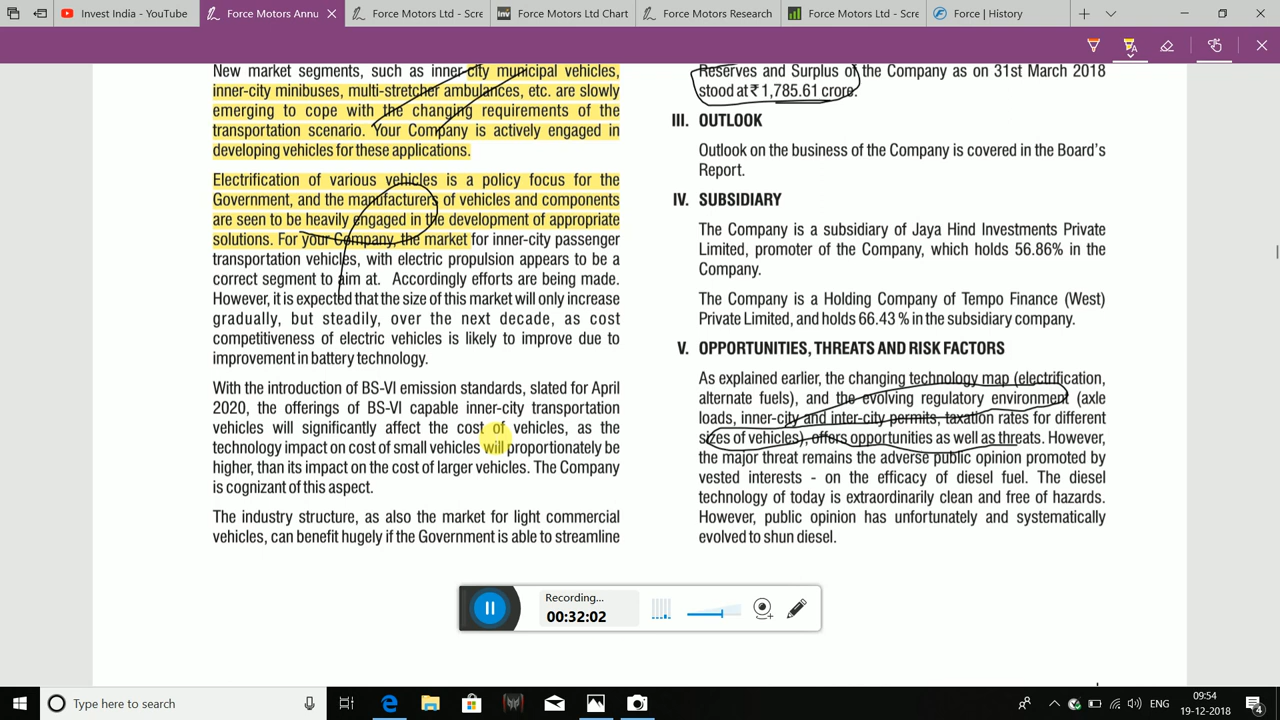 Invest India - YouTube
Force Motors Annu
Force Motors Ltd - Scre
Force Motors Ltd Chart
Force Motors Research
Force Motors Ltd - Scre
Force | History
New market segments, such as inner-city municipal vehicles,
inner-city minibuses, multi-stretcher ambulances, etc. are slowly
emerging to cope with the changing requirements of the
transportation scenario. Your Company is actively engaged in
developing vehicles for these applications.
Electrification of various vehicles is a policy focus for the
Government, and the manufacturers of vehicles and components
are seen to be heavily engaged in the development of appropriate
solutions. For your Company, the market for inner-city passenger
transportation vehicles, with electric propulsion appears to be a
correct segment to aim at. Accordingly efforts are being made.
However, it is expected that the size of this market will only increase
gradually, but steadily, over the next decade, as cost
competitiveness of electric vehicles is likely to improve due to
improvement in battery technology.
With the introduction of BS-VI emission standards, slated for April
2020, the offerings of BS-VI capable inner-city transportation
vehicles will significantly affect the cost of vehicles, as the
technology impact on cost of small vehicles will proportionately be
higher, than its impact on the cost of larger vehicles. The Company
is cognizant of this aspect.
The industry structure, as also the market for light commercial
vehicles, can benefit hugely if the Government is able to streamline
Reserves and Surplus of the Company as on 31st March 2018
stood at ₹ 1,785.61 crore.
III. OUTLOOK
Outlook on the business of the Company is covered in the Board's
Report.
IV. SUBSIDIARY
The Company is a subsidiary of Jaya Hind Investments Private
Limited, promoter of the Company, which holds 56.86% in the
Company.
The Company is a Holding Company of Tempo Finance (West)
Private Limited, and holds 66.43 % in the subsidiary company.
V. OPPORTUNITIES, THREATS AND RISK FACTORS
As explained earlier, the changing technology map (electrification,
alternate fuels), and the evolving regulatory environment (axle
loads, inner-city and inter-city permits, taxation rates for different
sizes of vehicles), offers opportunities as well as threats. However,
the major threat remains the adverse public opinion promoted by
vested interests - on the efficacy of diesel fuel. The diesel
technology of today is extraordinarily clean and free of hazards.
However, public opinion has unfortunately and systematically
evolved to shun diesel.
Recording...
00:32:02
Type here to search
ENG
09:54
19-12-2018